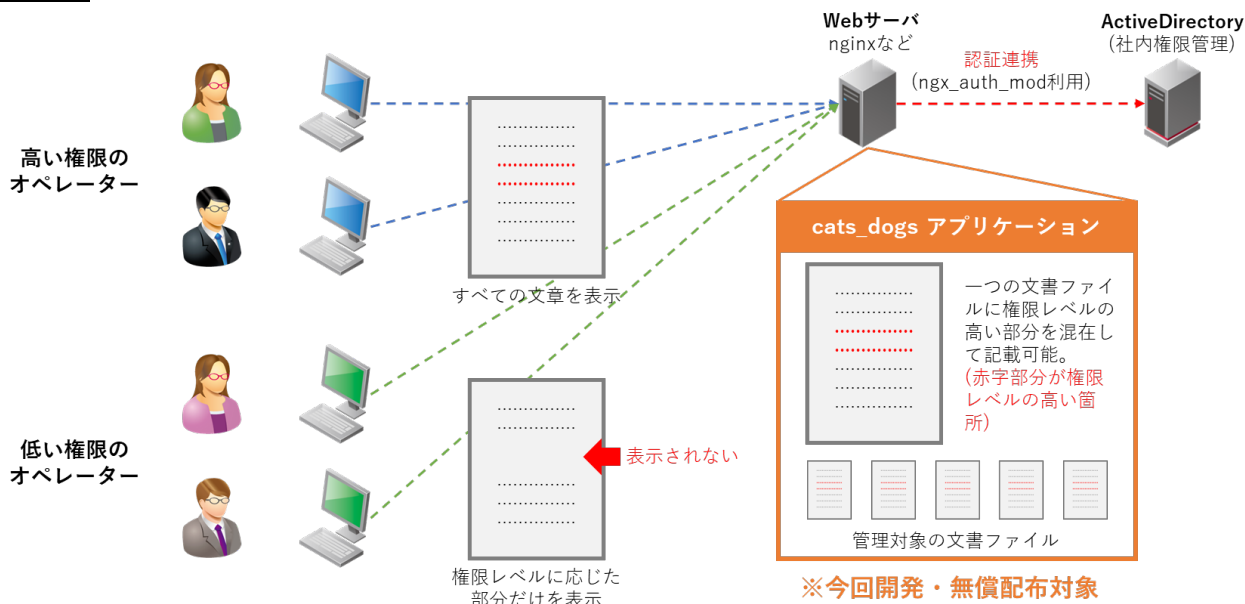 Webサーバ
nginxなど
ActiveDirectory
(社内権限管理)
認証連携
(ngx_auth_mod利用)
高い権限の
オペレーター
すべての文章を表示
cats_dogs アプリケーション
一つの文書ファイ
ルに権限レベルの
高い部分を混在し
て記載可能。
(赤字部分が権限
レベルの高い箇
所)
低い権限の
オペレーター
表示されない
管理対象の文書ファイル
権限レベルに応じた
部分だけを表示
※今回開発・無償配布対象